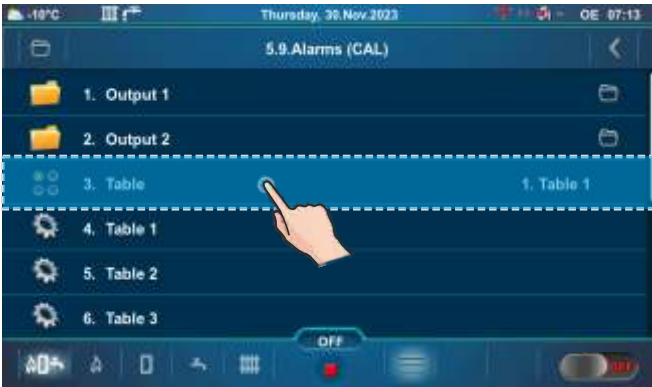 -10°C Thursday, 30.Nov.2023 OE 07:13
5.9.Alarms (CAL)
1. Output 1
2. Output 2
3. Table 1. Table 1
4. Table 1
5. Table 2
6. Table 3
OFF
OFF